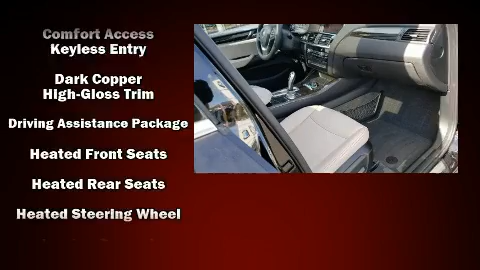 Comfort Access
Keyless Entry
Dark Copper
High-Gloss Trim
Driving Assistance Package
Heated Front Seats
Heated Rear Seats
Heated Steering Wheel